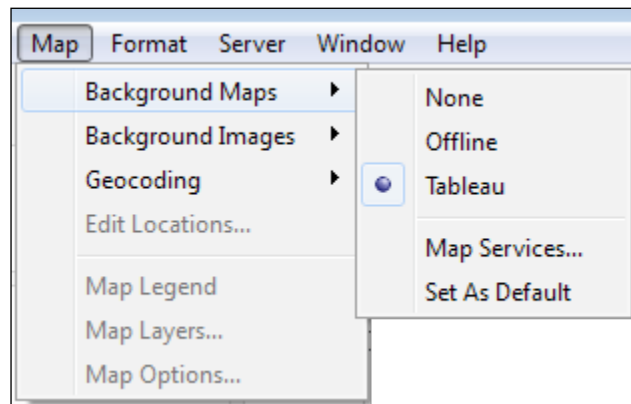 Map Format Server Window Help
Background Maps
Background Images
Geocoding
Edit Locations...
Map Legend
Map Layers...
Map Options...
None
Offline
Tableau
Map Services...
Set As Default